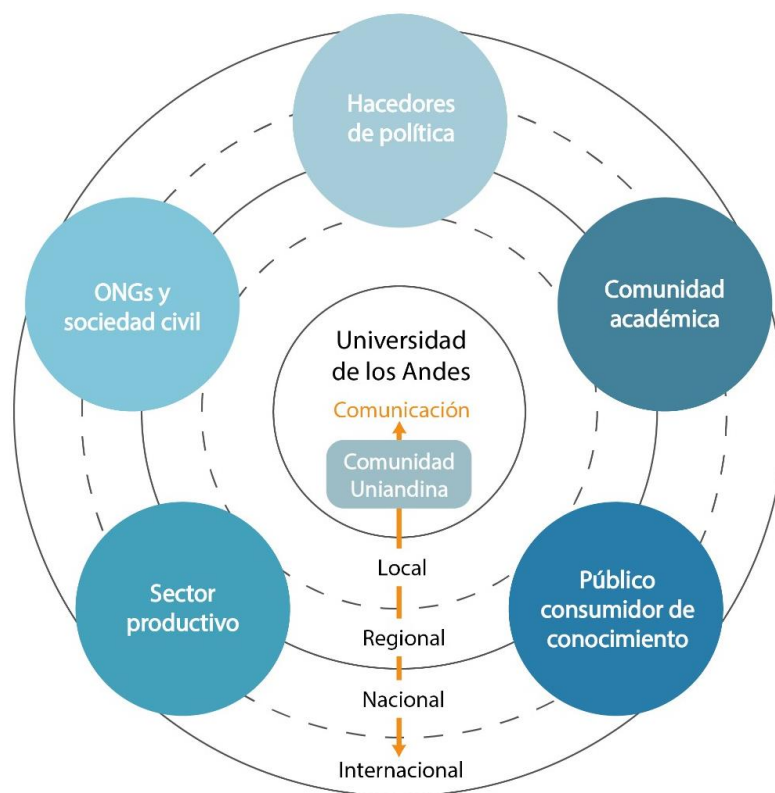 Hacedores
de política
ONGs y
sociedad civil
Comunidad
académica
Universidad
de los Andes
Comunicación
Comunidad
Uniandina
Local
Regional
Nacional
Internacional
Sector
productivo
Público
consumidor de
conocimiento